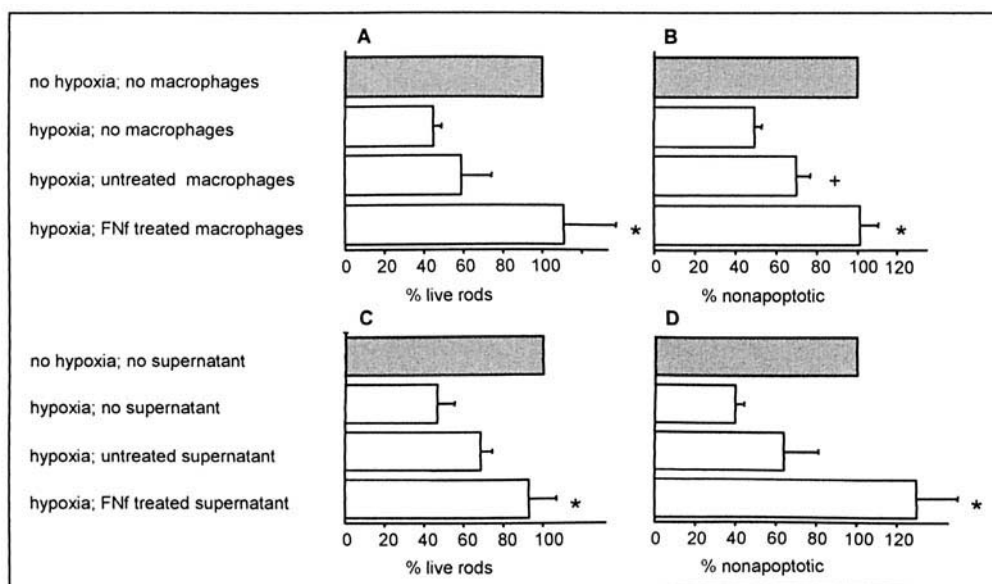 A B
no hypoxia; no macrophages
hypoxia; no macrophages
hypoxia; untreated macrophages +
hypoxia; FNf treated macrophages * *
0 20 40 60 80 100 0 20 40 60 80 100 120
% live rods % nonapoptotic
C D
no hypoxia; no supernatant
hypoxia; no supernatant
hypoxia; untreated supernatant
hypoxia; FNf treated supernatant * *
0 20 40 60 80 100 0 20 40 60 80 100
% live rods % nonapoptotic